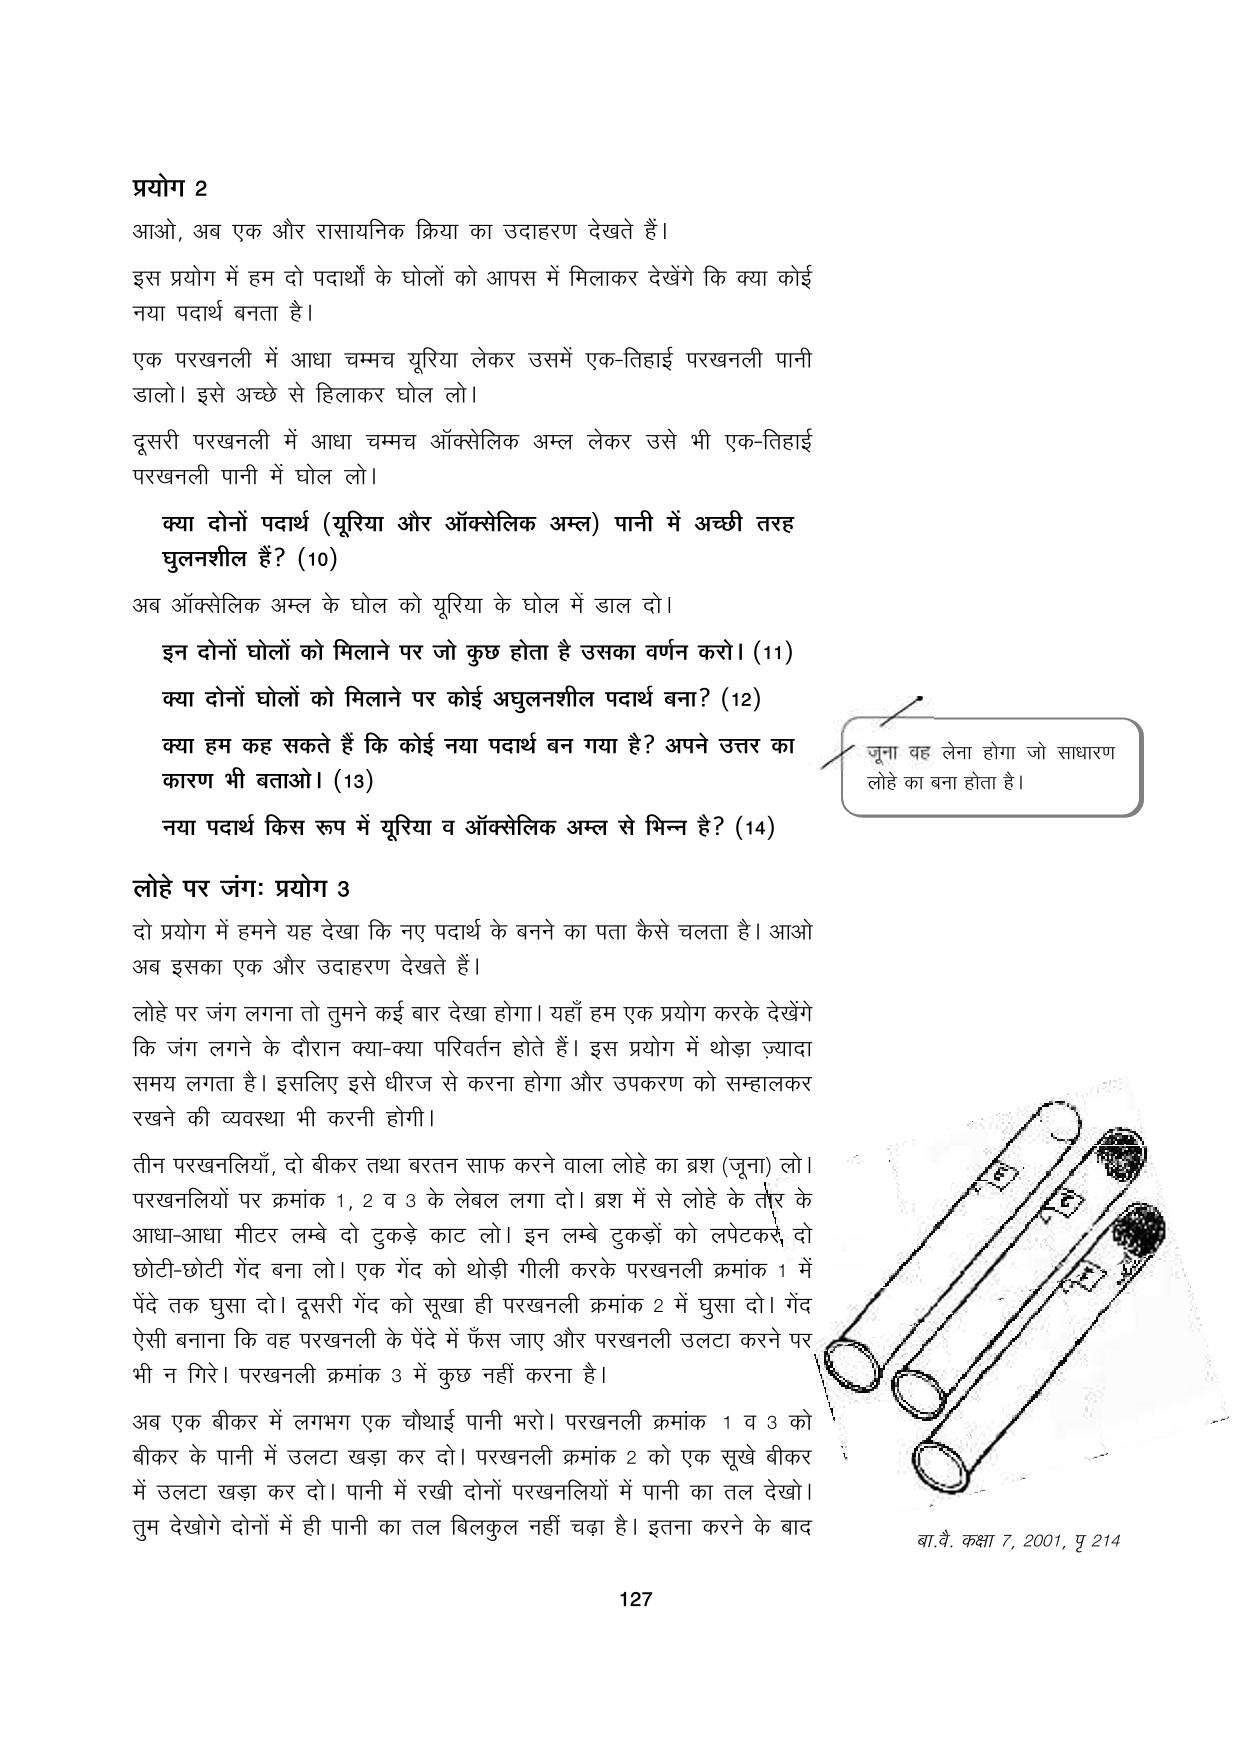 प्रयोग 2
आओ, अब एक और रासायनिक क्रिया का उदाहरण देखते हैं।
इस प्रयोग में हम दो पदार्थों के घोलों को आपस में मिलाकर देखेंगे कि क्या कोई
नया पदार्थ बनता है।
एक परखनली में आधा चम्मच यूरिया लेकर उसमें एक-तिहाई परखनली पानी
डालो। इसे अच्छे से हिलाकर घोल लो।
दूसरी परखनली में आधा चम्मच ऑक्सेलिक अम्ल लेकर उसे भी एक-तिहाई
परखनली पानी में घोल लो।
क्या दोनों पदार्थ (यूरिया और ऑक्सेलिक अम्ल) पानी में अच्छी तरह
घुलनशील हैं? (10)
अब ऑक्सेलिक अम्ल के घोल को यूरिया के घोल में डाल दो।
इन दोनों घोलों को मिलाने पर जो कुछ होता है उसका वर्णन करो। (11)
क्या दोनों घोलों को मिलाने पर कोई अघुलनशील पदार्थ बना? (12)
क्या हम कह सकते हैं कि कोई नया पदार्थ बन गया है? अपने उत्तर का
कारण भी बताओ। (13)
नया पदार्थ किस रूप में यूरिया व ऑक्सेलिक अम्ल से भिन्न है? (14)
जूना वह लेना होगा जो साधारण
लोहे का बना होता है।
लोहे पर जंगः प्रयोग 3
दो प्रयोग में हमने यह देखा कि नए पदार्थ के बनने का पता कैसे चलता है। आओ
अब इसका एक और उदाहरण देखते हैं।
लोहे पर जंग लगना तो तुमने कई बार देखा होगा। यहाँ हम एक प्रयोग करके देखेंगे
कि जंग लगने के दौरान क्या-क्या परिवर्तन होते हैं। इस प्रयोग में थोड़ा ज़्यादा
समय लगता है। इसलिए इसे धीरज से करना होगा और उपकरण को सम्हालकर
रखने की व्यवस्था भी करनी होगी।
तीन परखनलियाँ, दो बीकर तथा बरतन साफ करने वाला लोहे का ब्रश (जूना) लो।
परखनलियों पर क्रमांक 1, 2 व 3 के लेबल लगा दो। ब्रश में से लोहे के तार के
आधा-आधा मीटर लम्बे दो टुकड़े काट लो। इन लम्बे टुकड़ों को लपेटकर दो
छोटी-छोटी गेंद बना लो। एक गेंद को थोड़ी गीली करके परखनली क्रमांक 1 में
पेंदे तक घुसा दो। दूसरी गेंद को सूखा ही परखनली क्रमांक 2 में घुसा दो। गेंद
ऐसी बनाना कि वह परखनली के पेंदे में फँस जाए और परखनली उलटा करने पर
भी न गिरे। परखनली क्रमांक 3 में कुछ नहीं करना है।
अब एक बीकर में लगभग एक चौथाई पानी भरो। परखनली क्रमांक 1 व 3 को
बीकर के पानी में उलटा खड़ा कर दो। परखनली क्रमांक 2 को एक सूखे बीकर
में उलटा खड़ा कर दो। पानी में रखी दोनों परखनलियों में पानी का तल देखो।
तुम देखोगे दोनों में ही पानी का तल बिलकुल नहीं चढ़ा है। इतना करने के बाद
बा.वै. कक्षा 7, 2001, पृ 214
127